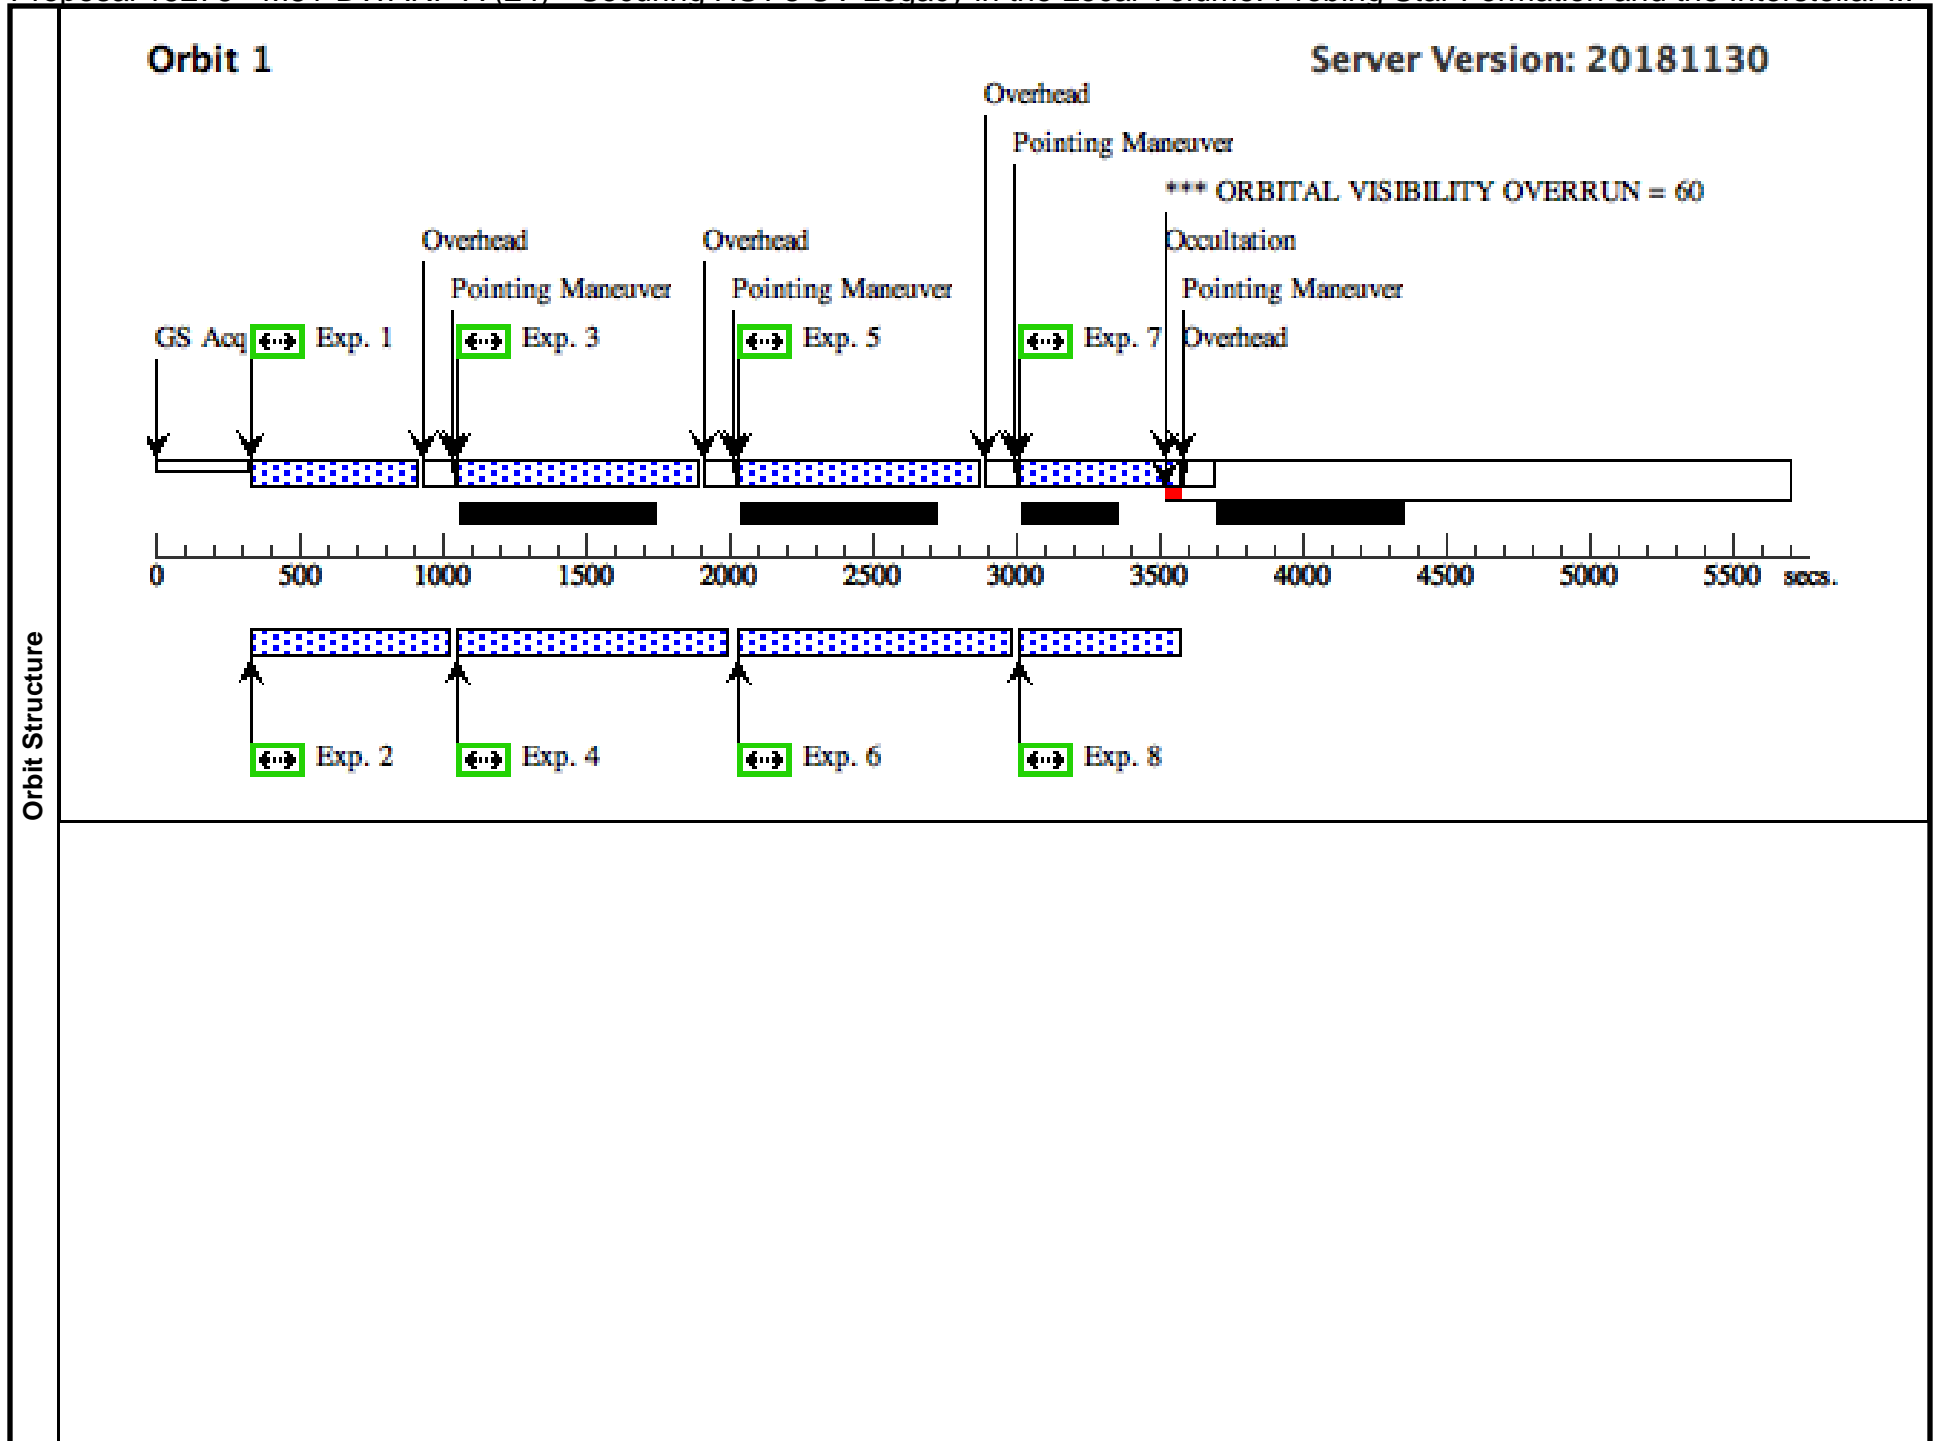 Orbit 1
Server Version: 20181130
Overhead
Pointing Maneuver
*** ORBITAL VISIBILITY OVERRUN = 60
Overhead
Overhead
Occultation
Pointing Maneuver
Pointing Maneuver
Pointing Maneuver
GS Acq
Exp. 1
Exp. 3
Exp. 5
Exp. 7
Overhead
0 500 1000 1500 2000 2500 3000 3500 4000 4500 5000 5500 secs.
Exp. 2
Exp. 4
Exp. 6
Exp. 8
Orbit Structure